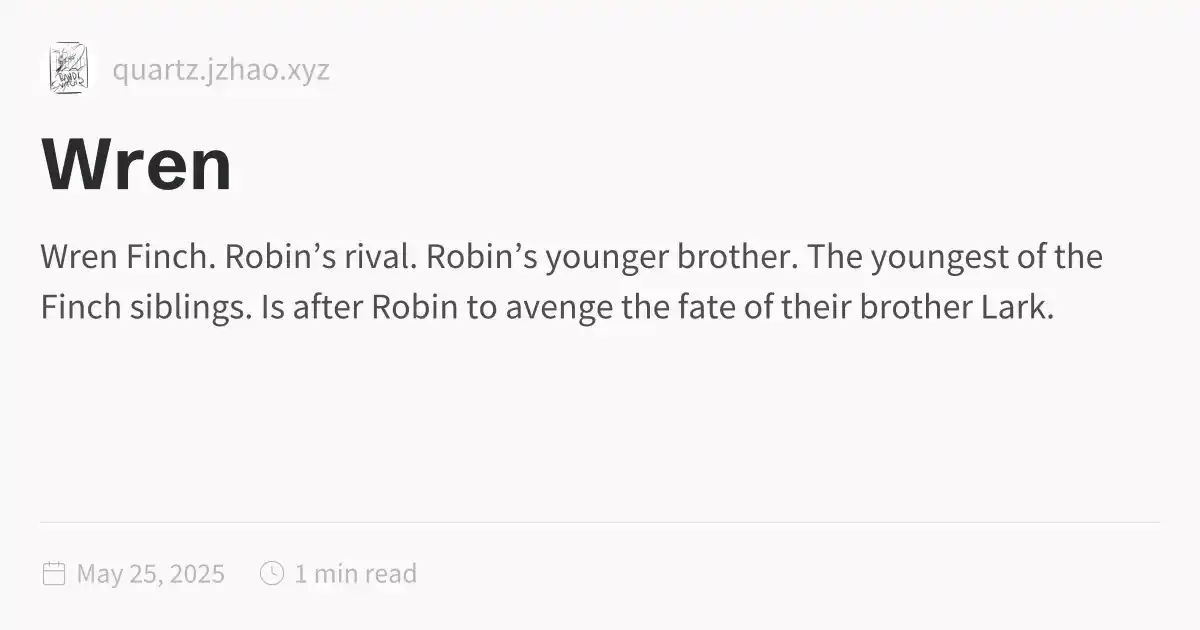 quartz.jzhao.xyz
Wren
Wren Finch. Robin’s rival. Robin’s younger brother. The youngest of the
Finch siblings. Is after Robin to avenge the fate of their brother Lark.
May 25, 2025
1 min read